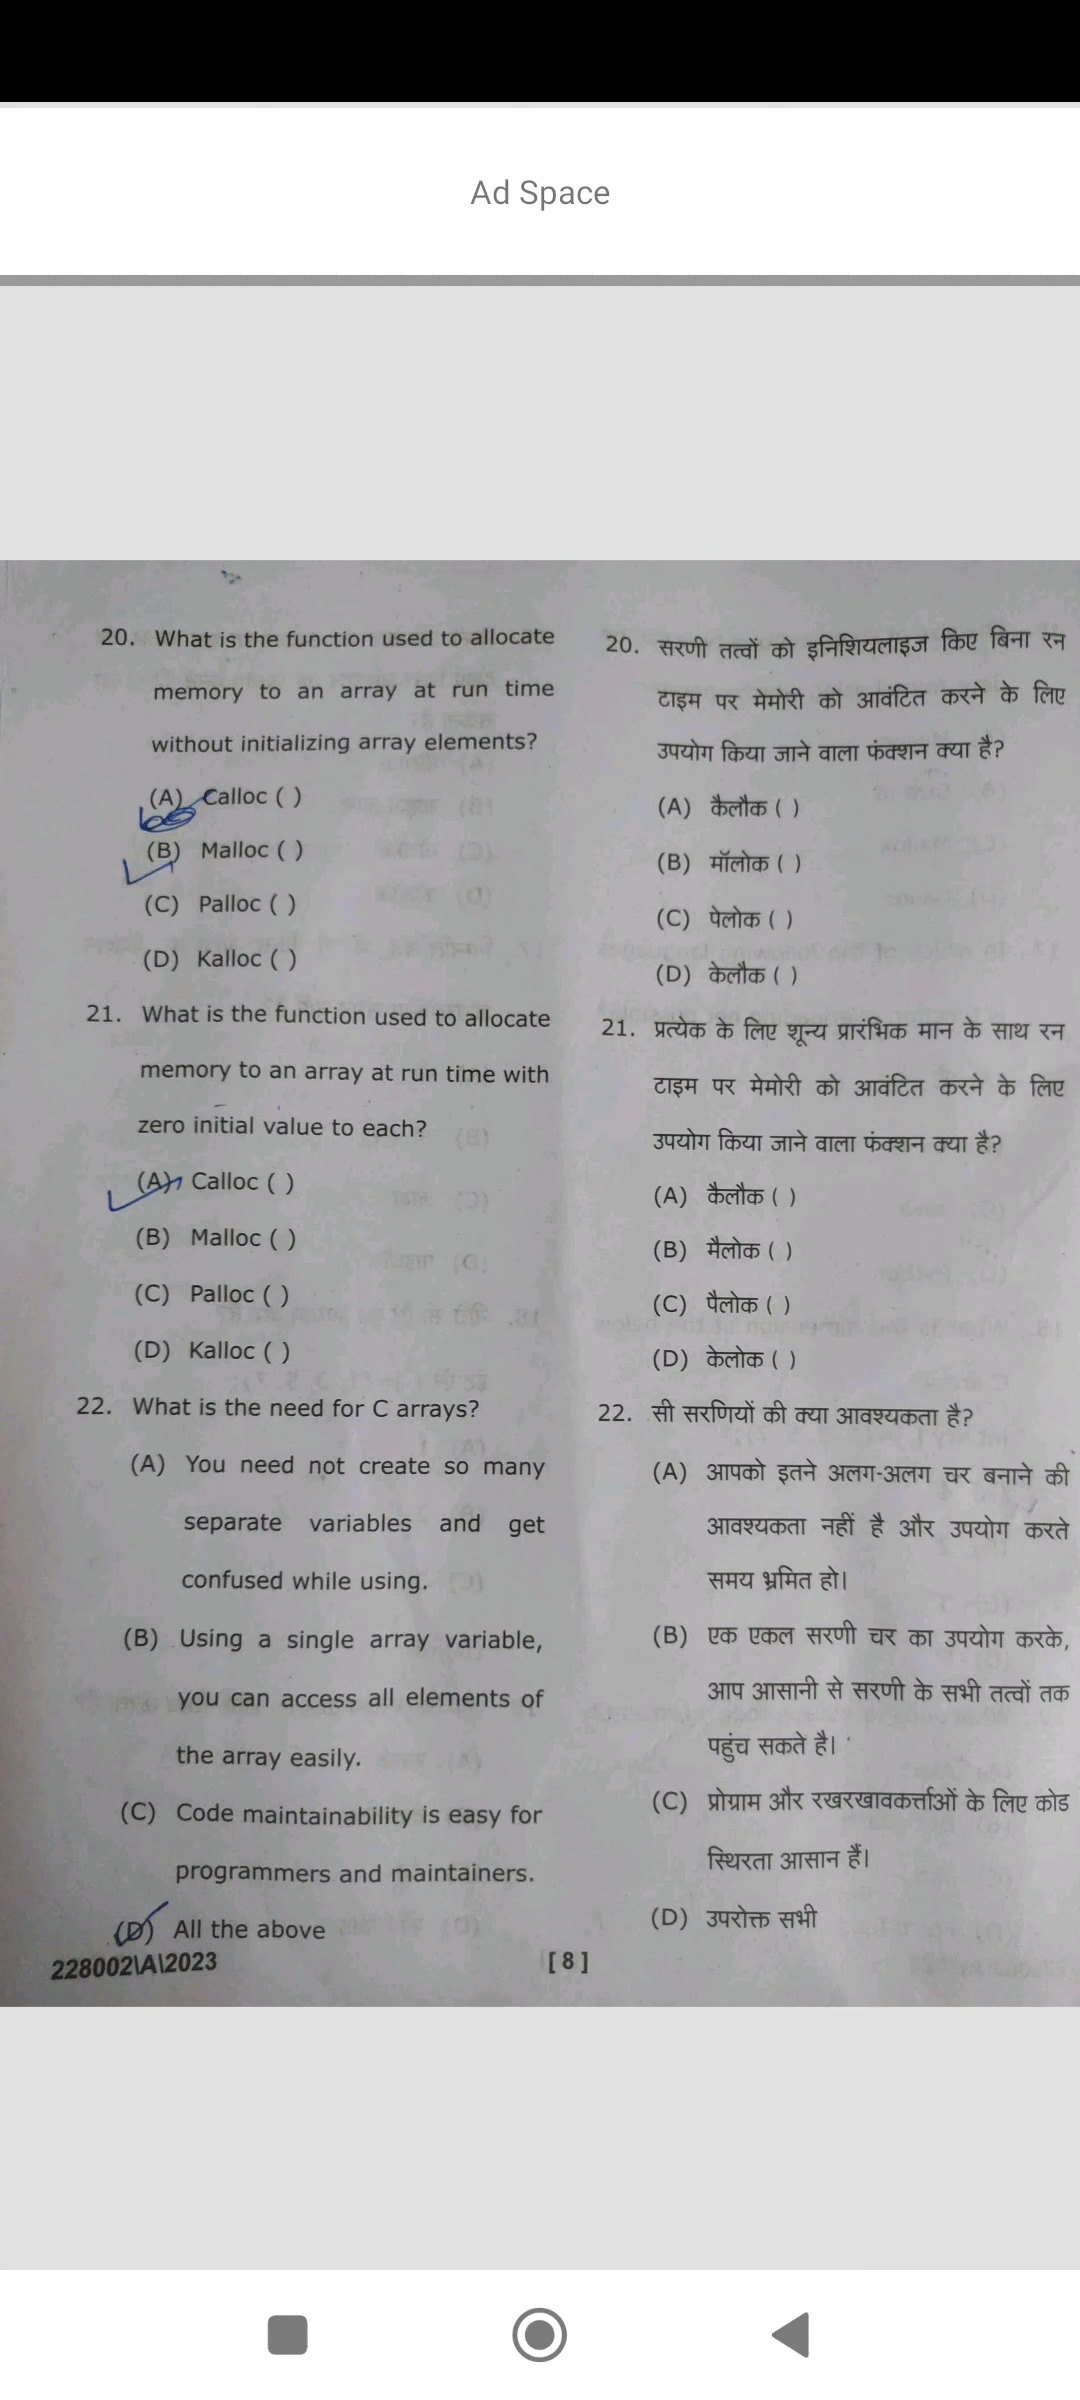 Ad Space
20. What is the function used to allocate
memory to an array at run time
without initializing array elements?
(A) Calloc ( )
(B) Malloc ( )
(C) Palloc ( )
(D) Kalloc ( )
21. What is the function used to allocate
memory to an array at run time with
zero initial value to each?
(A) Calloc ( )
(B) Malloc ( )
(C) Palloc ( )
(D) Kalloc ( )
22. What is the need for C arrays?
(A) You need not create so many
separate variables and get
confused while using.
(B) Using a single array variable,
you can access all elements of
the array easily.
(C) Code maintainability is easy for
programmers and maintainers.
(D) All the above
20. सरणी तत्वों को इनिशियलाइज किए बिना रन
टाइम पर मेमोरी को आवंटित करने के लिए
उपयोग किया जाने वाला फंक्शन क्या है?
(A) कैलौक ( )
(B) मॉलोक ( )
(C) पेलोक ( )
(D) केलौक ( )
21. प्रत्येक के लिए शून्य प्रारंभिक मान के साथ रन
टाइम पर मेमोरी को आवंटित करने के लिए
उपयोग किया जाने वाला फंक्शन क्या है?
(A) कैलौक ( )
(B) मैलोक ( )
(C) पैलोक ( )
(D) केलोक ( )
22. सी सरणियों की क्या आवश्यकता है?
(A) आपको इतने अलग-अलग चर बनाने की
आवश्यकता नहीं है और उपयोग करते
समय भ्रमित हो।
(B) एक एकल सरणी चर का उपयोग करके,
आप आसानी से सरणी के सभी तत्वों तक
पहुंच सकते है।
(C) प्रोग्राम और रखरखावकर्त्ताओं के लिए कोड
स्थिरता आसान हैं।
(D) उपरोक्त सभी
228002\A\2023
[ 8 ]